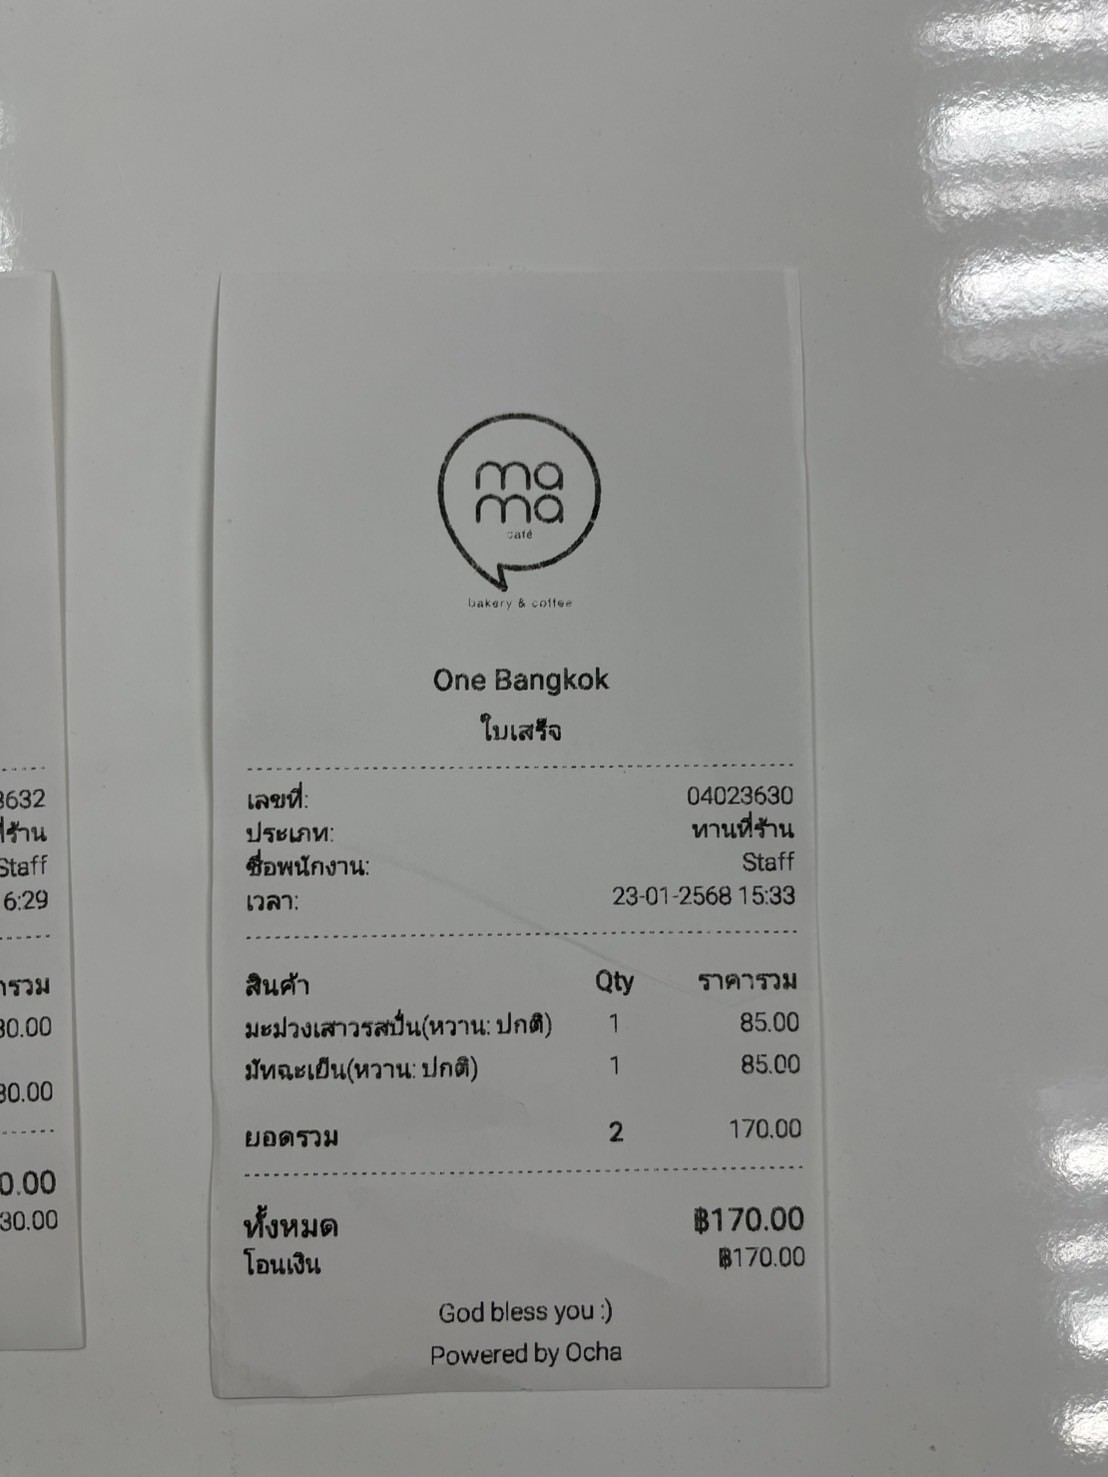 ma
ma
café
bakery & coffee
One Bangkok
ใบเสร็จ
เลขที่: 04023630
ประเภท: ทานที่ร้าน
ชื่อพนักงาน: Staff
เวลา: 23-01-2568 15:33
สินค้า Qty ราคารวม
มะม่วงเสาวรสปั่น(หวาน: ปกติ) 1 85.00
มัทฉะเย็น(หวาน: ปกติ) 1 85.00
ยอดรวม 2 170.00
ทั้งหมด ฿170.00
โอนเงิน ฿170.00
God bless you :)
Powered by Ocha
3632
ที่ร้าน
Staff
6:29
รวม
30.00
30.00
0.00
30.00